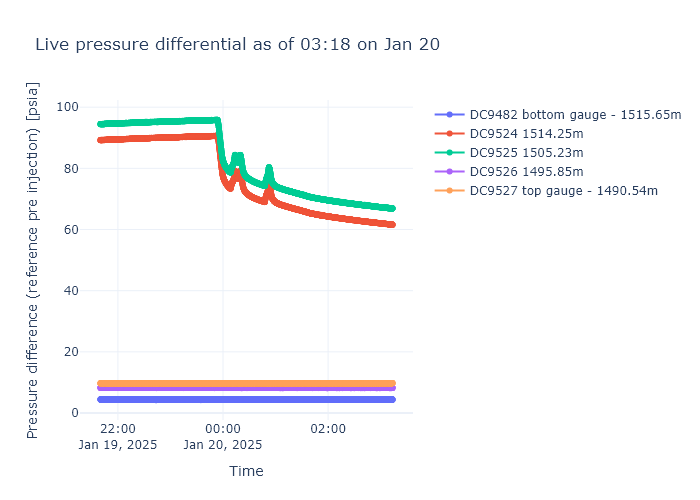 Live pressure differential as of 03:18 on Jan 20
Pressure difference (reference pre injection) [psia]
100
80
60
40
20
0
22:00
Jan 19, 2025
00:00
Jan 20, 2025
02:00
Time
DC9482 bottom gauge - 1515.65m
DC9524 1514.25m
DC9525 1505.23m
DC9526 1495.85m
DC9527 top gauge - 1490.54m